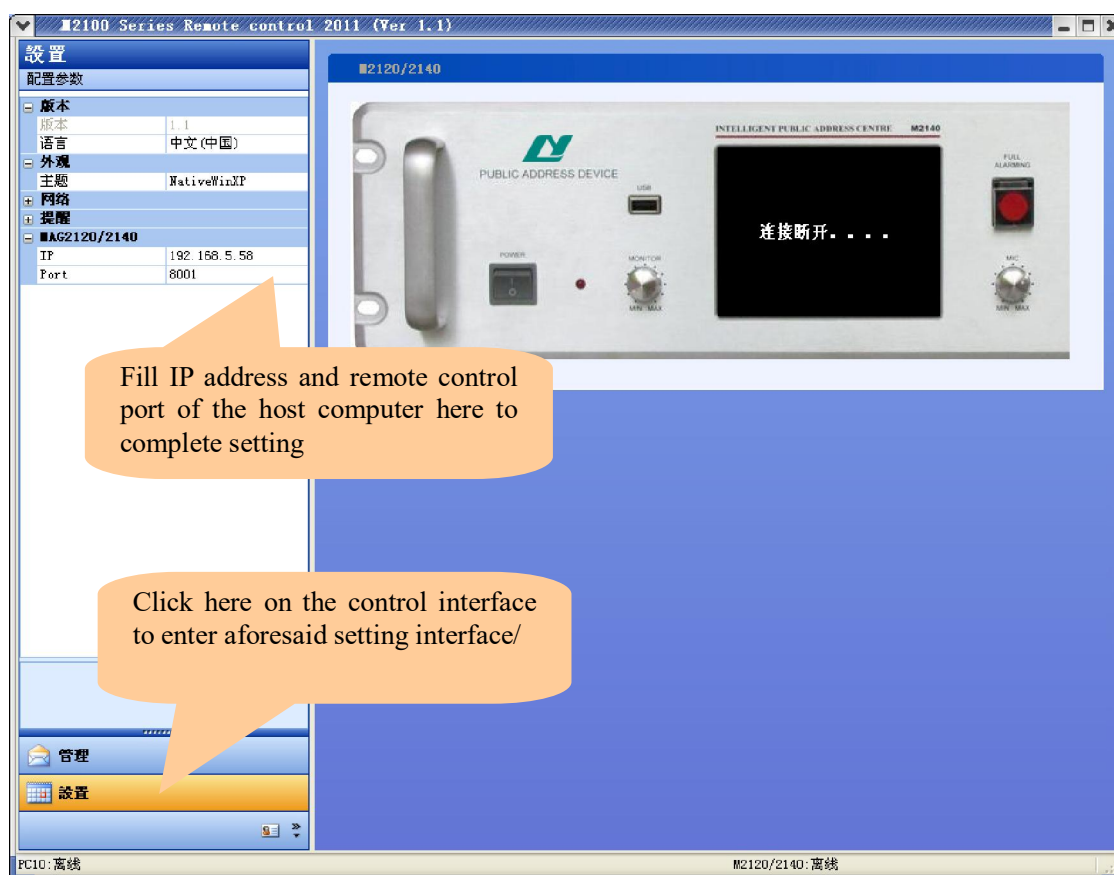 M2100 Series Remote control 2011 (Ver 1.1)
設置
配置参数
版本
版本 1.1
语言 中文(中国)
外观
主题 NativeWinXP
网络
提醒
MAG2120/2140
IP 192.168.5.58
Port 8001
M2120/2140
INTELLIGENT PUBLIC ADDRESS CENTRE M2140
PUBLIC ADDRESS DEVICE
USB
FULL
ALARMING
连接断开....
POWER
MONITOR
MIC
MIN MAX
MIN MAX
Fill IP address and remote control
port of the host computer here to
complete setting
Click here on the control interface
to enter aforesaid setting interface/
管理
設置
PC10:离线
M2120/2140:离线